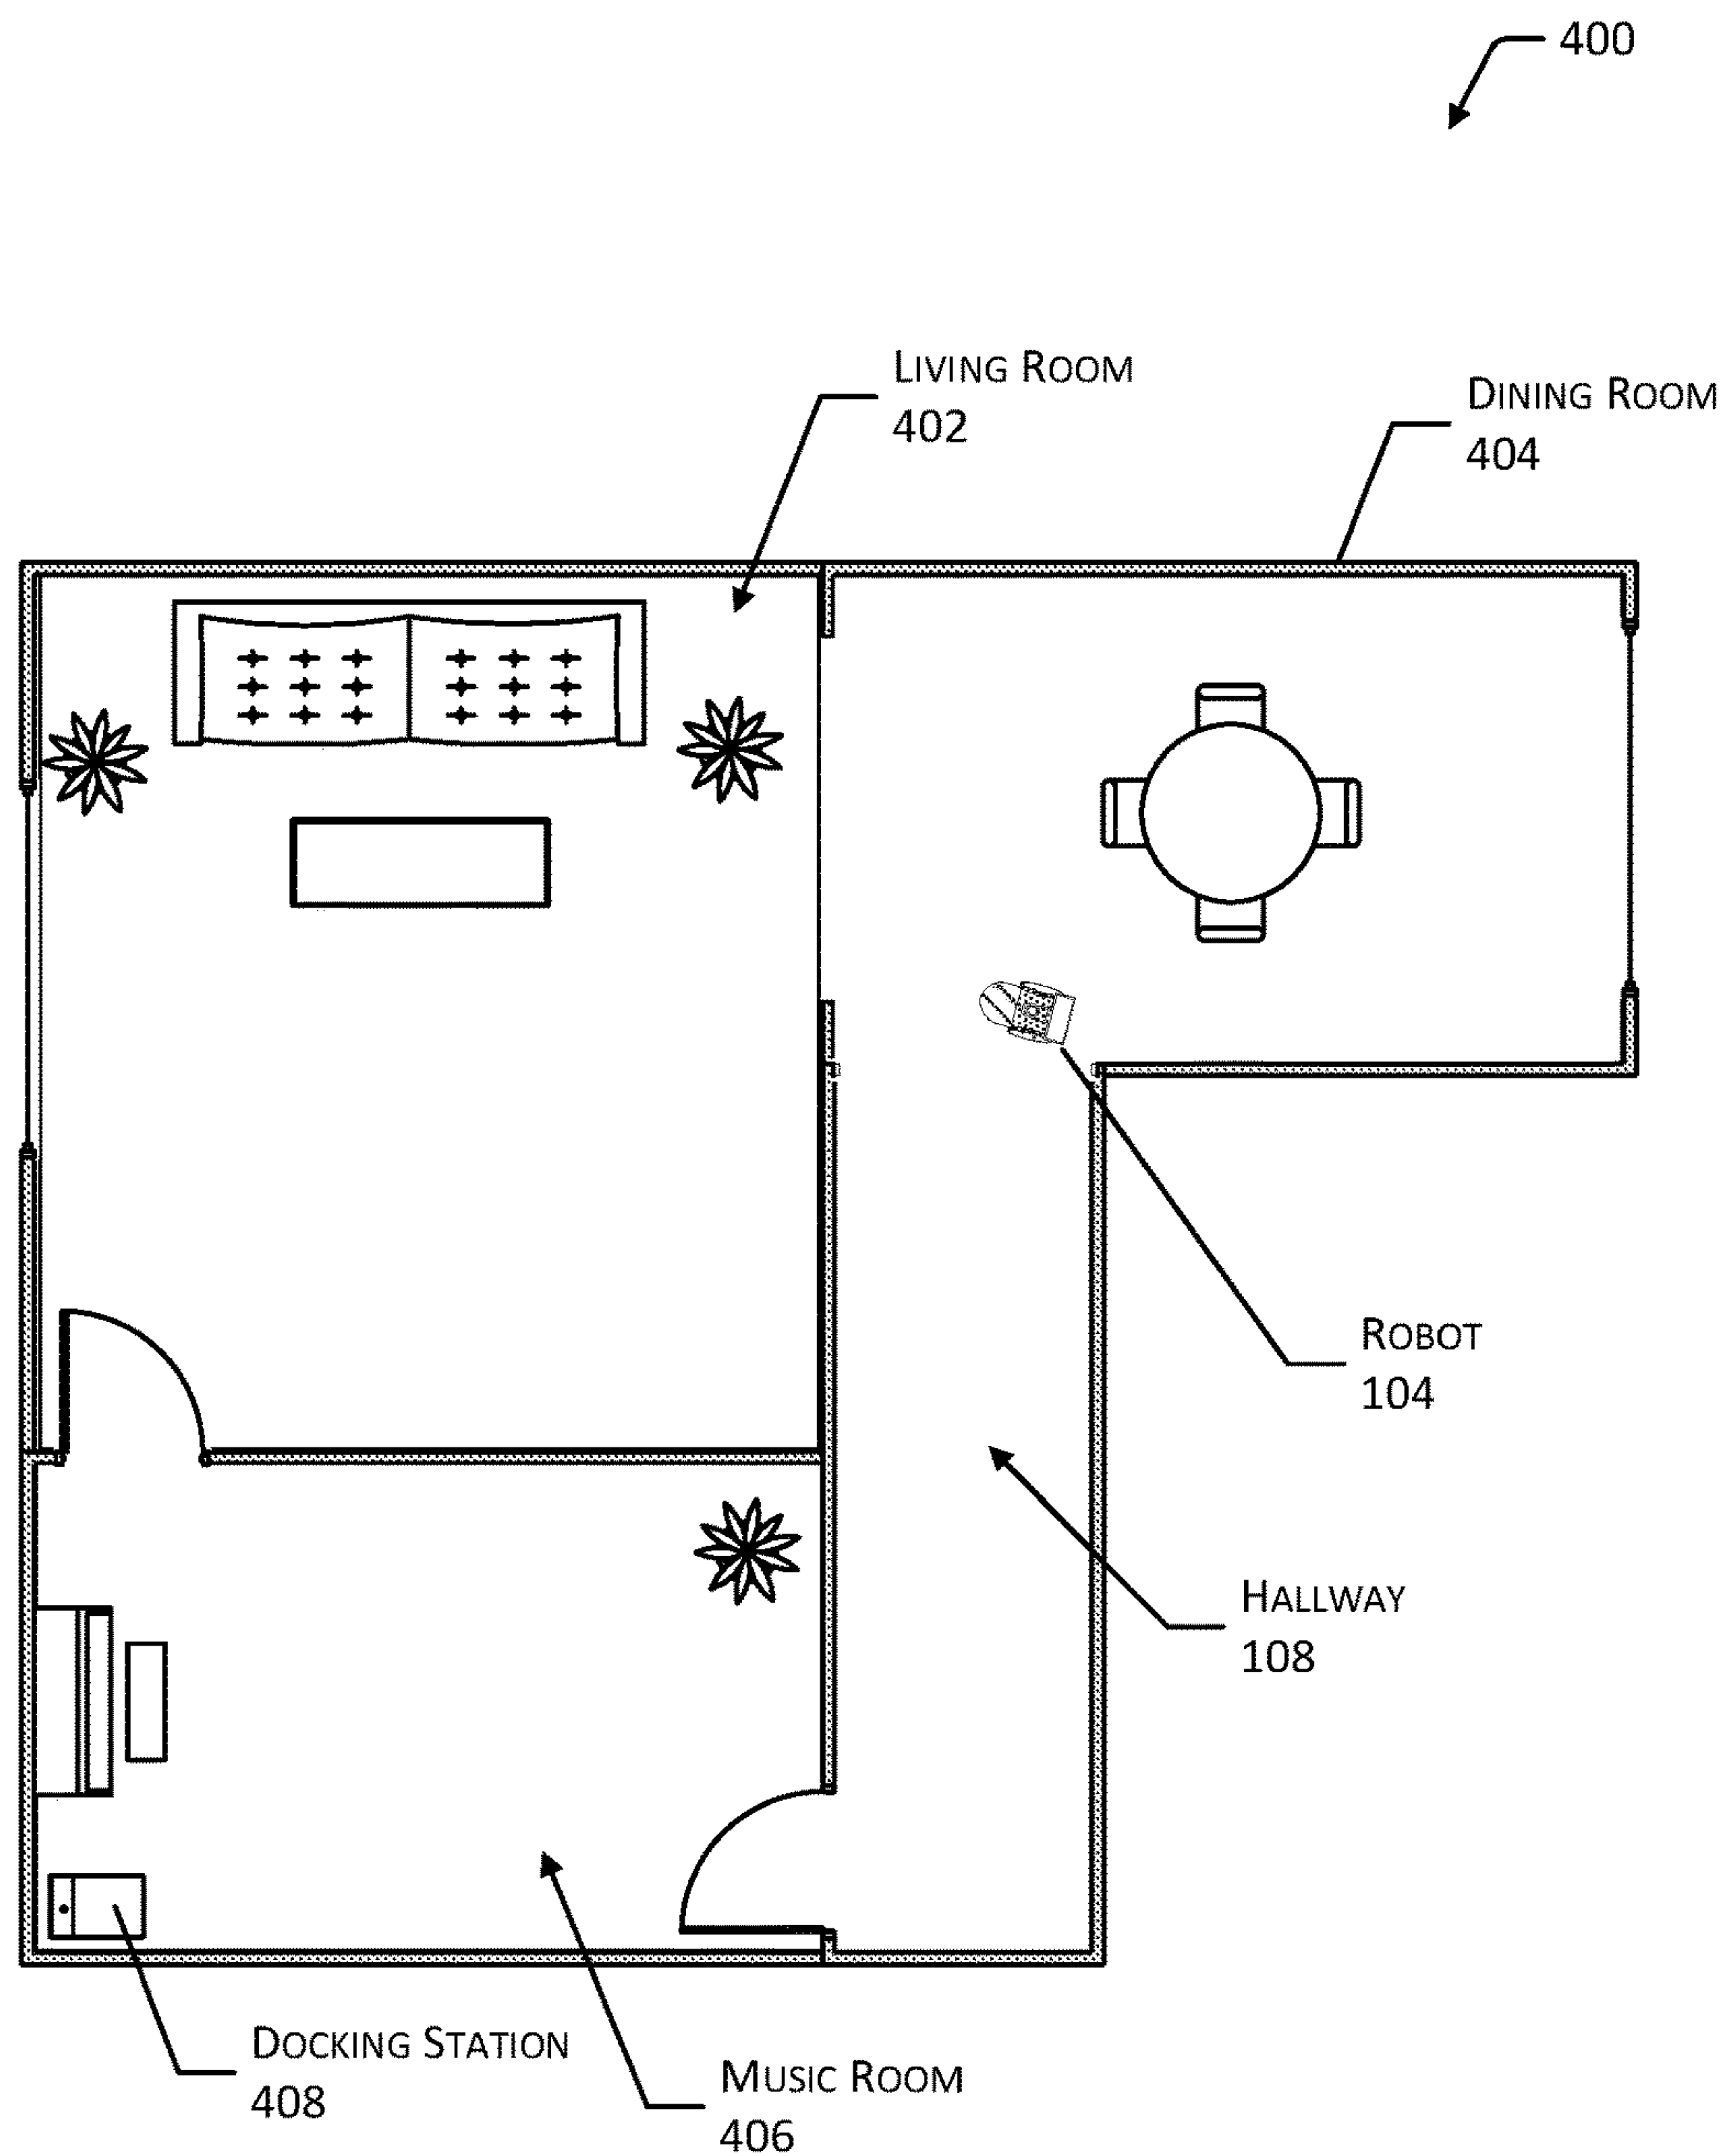 400
LIVING ROOM
402
DINING ROOM
404
ROBOT
104
HALLWAY
108
DOCKING STATION
408
MUSIC ROOM
406